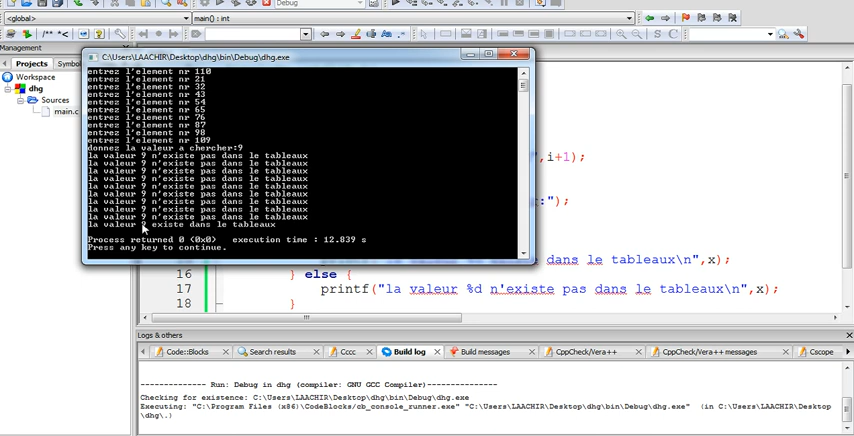 Debug
<global>
main() : int
/** *<
C:\Users\LAACHIR\Desktop\dhg\bin\Debug\dhg.exe
Management
Projects
Symbol
Workspace
dhg
Sources
main.c
entrez l'element nr 110
entrez l'element nr 21
entrez l'element nr 32
entrez l'element nr 43
entrez l'element nr 54
entrez l'element nr 65
entrez l'element nr 76
entrez l'element nr 87
entrez l'element nr 98
entrez l'element nr 109
donnez la valeur a chercher:9
la valeur 9 n'existe pas dans le tableaux
la valeur 9 n'existe pas dans le tableaux
la valeur 9 n'existe pas dans le tableaux
la valeur 9 n'existe pas dans le tableaux
la valeur 9 n'existe pas dans le tableaux
la valeur 9 n'existe pas dans le tableaux
la valeur 9 n'existe pas dans le tableaux
la valeur 9 n'existe pas dans le tableaux
la valeur 9 n'existe pas dans le tableaux
la valeur 9 existe dans le tableaux
Process returned 0 (0x0) execution time : 12.839 s
Press any key to continue.
",i+1);
:");
dans le tableaux\n",x);
16 } else {
17 printf("la valeur %d n'existe pas dans le tableaux\n",x);
18 }
Logs & others
Code::Blocks
Search results
Cccc
Build log
Build messages
CppCheck/Vera++
CppCheck/Vera++ messages
Cscope
-------------- Run: Debug in dhg (compiler: GNU GCC Compiler)---------------
Checking for existence: C:\Users\LAACHIR\Desktop\dhg\bin\Debug\dhg.exe
Executing: "C:\Program Files (x86)\CodeBlocks/cb_console_runner.exe" "C:\Users\LAACHIR\Desktop\dhg\bin\Debug\dhg.exe" (in C:\Users\LAACHIR\Desktop
\dhg\.)